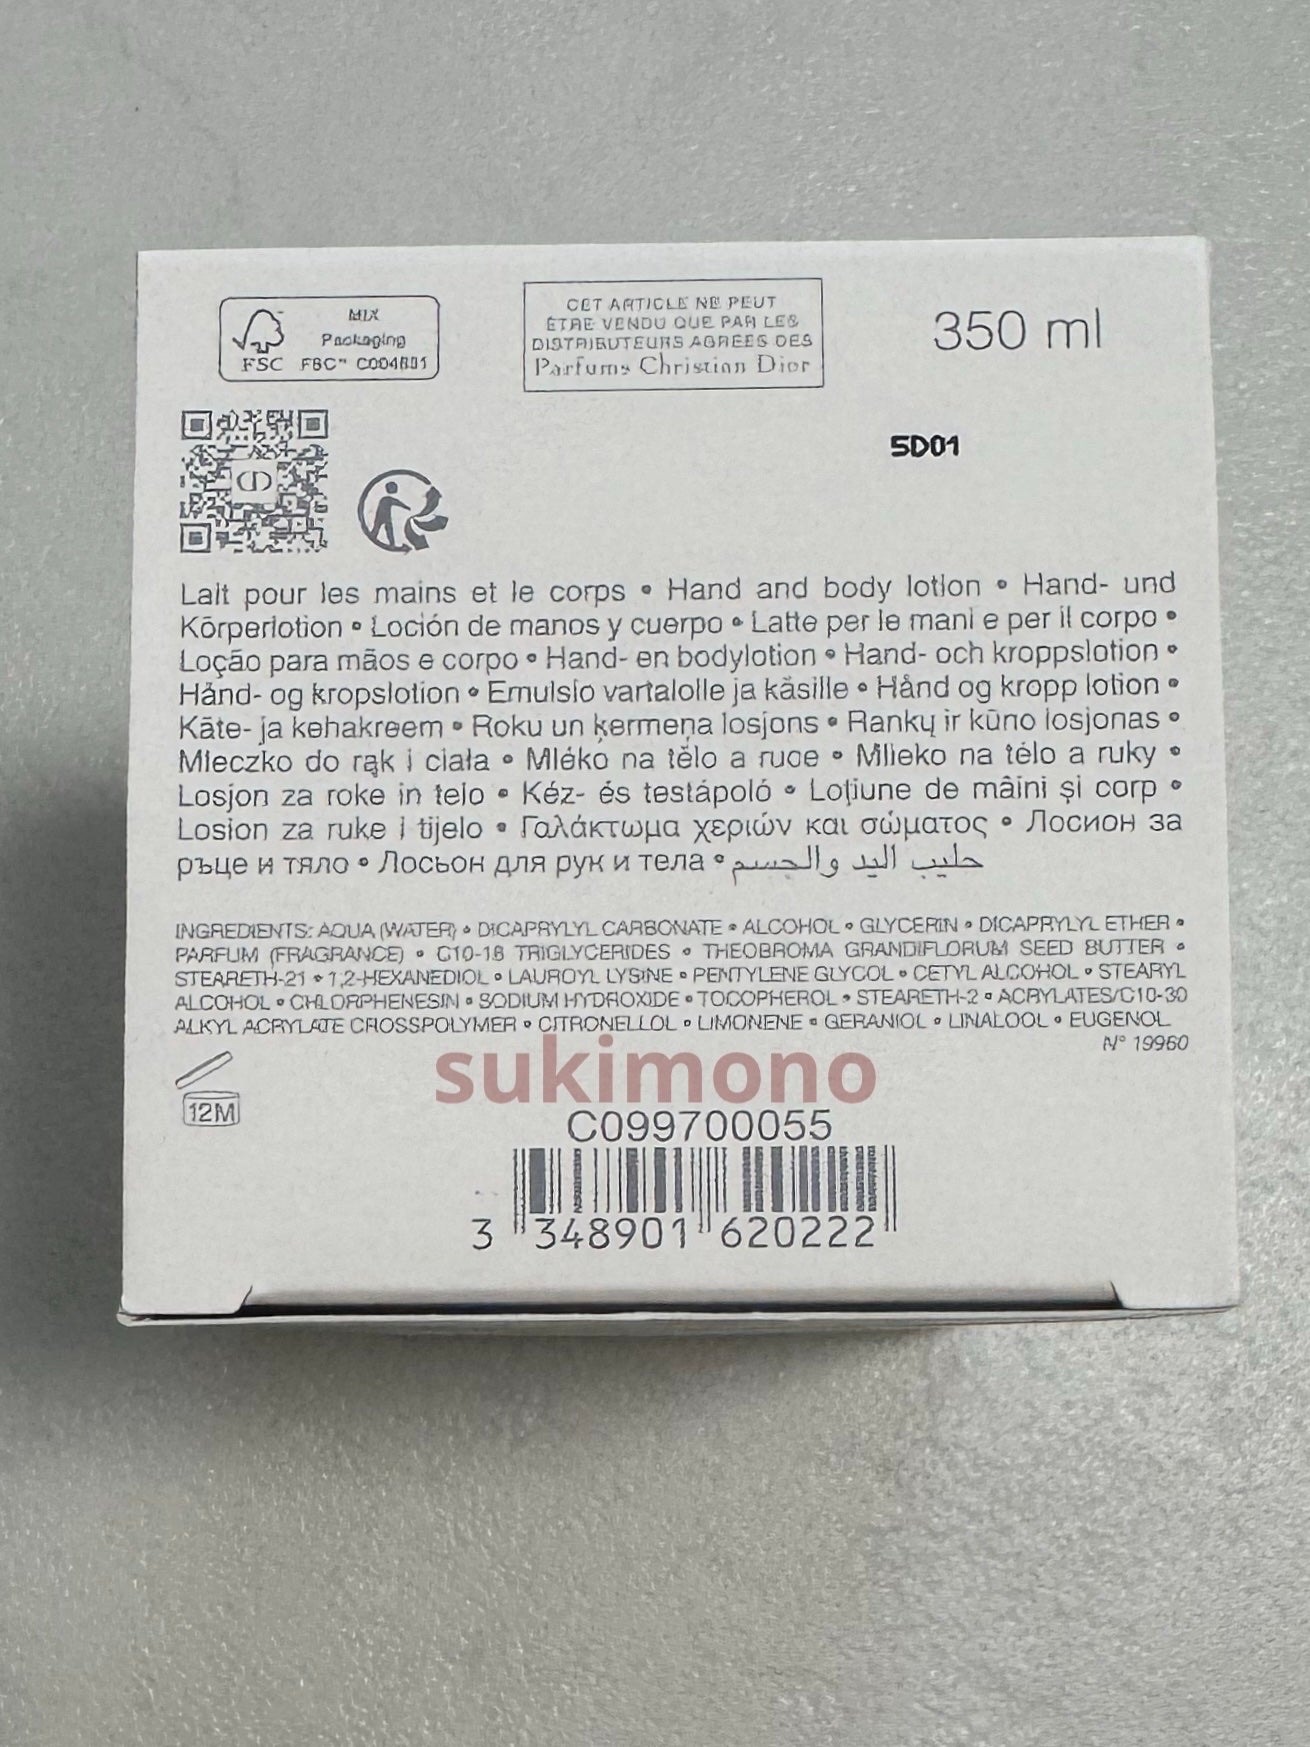 MIX
Packaging
FSC FSC™ C004881
CET ARTICLE NE PEUT
ÊTRE VENDU QUE PAR LES
DISTRIBUTEURS AGRÉÉS DES
Parfums Christian Dior
350 ml
5D01
CD
Lait pour les mains et le corps • Hand and body lotion • Hand- und
Körperlotion • Loción de manos y cuerpo • Latte per le mani e per il corpo •
Loção para mãos e corpo • Hand- en bodylotion • Hand- och kroppslotion •
Hånd- og kropslotion • Emulsio vartalolle ja käsille • Hånd og kropp lotion •
Käte- ja kehakreem • Roku un ķermeņa losjons • Rankų ir kūno losjonas •
Mleczko do rąk i ciała • Mléko na tělo a ruce • Mlieko na télo a ruky •
Losjon za roke in telo • Kéz- és testápoló • Loțiune de mâini și corp •
Losion za ruke i tijelo • Γαλάκτωμα χεριών και σώματος • Лосион за
ръце и тяло • Лосьон для рук и тела • حليب اليد والجسم
INGREDIENTS: AQUA (WATER) • DICAPRYLYL CARBONATE • ALCOHOL • GLYCERIN • DICAPRYLYL ETHER •
PARFUM (FRAGRANCE) • C10-18 TRIGLYCERIDES • THEOBROMA GRANDIFLORUM SEED BUTTER •
STEARETH-21 • 1,2-HEXANEDIOL • LAUROYL LYSINE • PENTYLENE GLYCOL • CETYL ALCOHOL • STEARYL
ALCOHOL • CHLORPHENESIN • SODIUM HYDROXIDE • TOCOPHEROL • STEARETH-2 • ACRYLATES/C10-30
ALKYL ACRYLATE CROSSPOLYMER • CITRONELLOL • LIMONENE • GERANIOL • LINALOOL • EUGENOL
N° 19960
sukimono
12M
C099700055
3 348901 620222